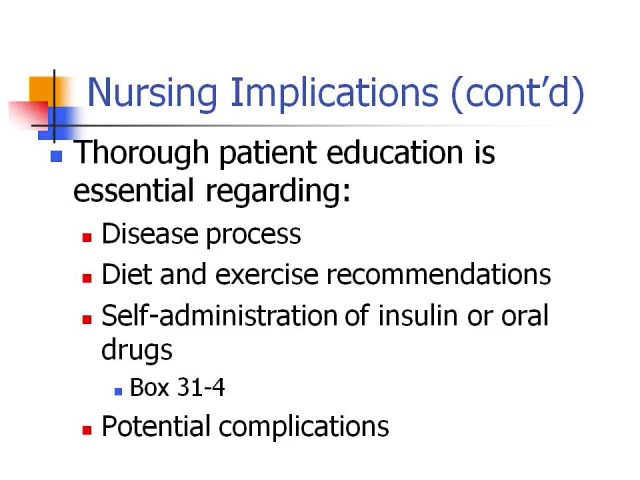 Nursing Implications (cont’d)
Thorough patient education is
essential regarding:
Disease process
Diet and exercise recommendations
Self-administration of insulin or oral
drugs
Box 31-4
Potential complications